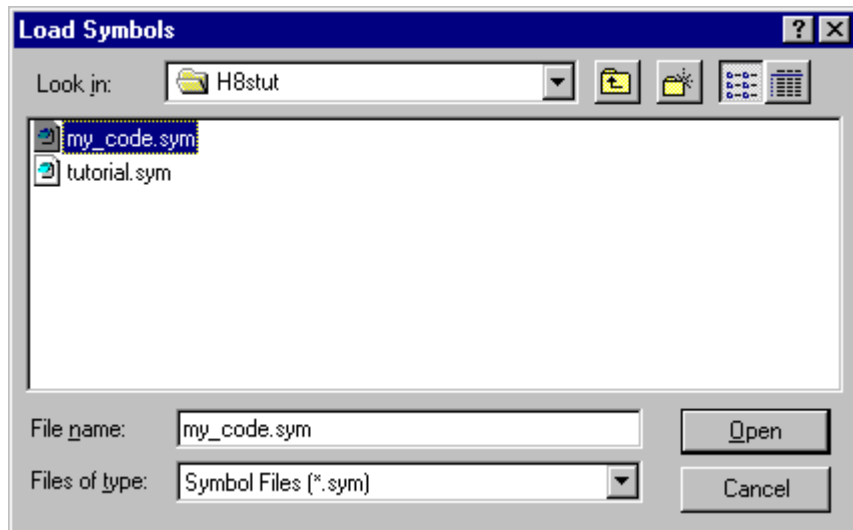 Load Symbols
Look in: H8stut
my_code.sym
tutorial.sym
File name: my_code.sym Open
Files of type: Symbol Files (*.sym) Cancel